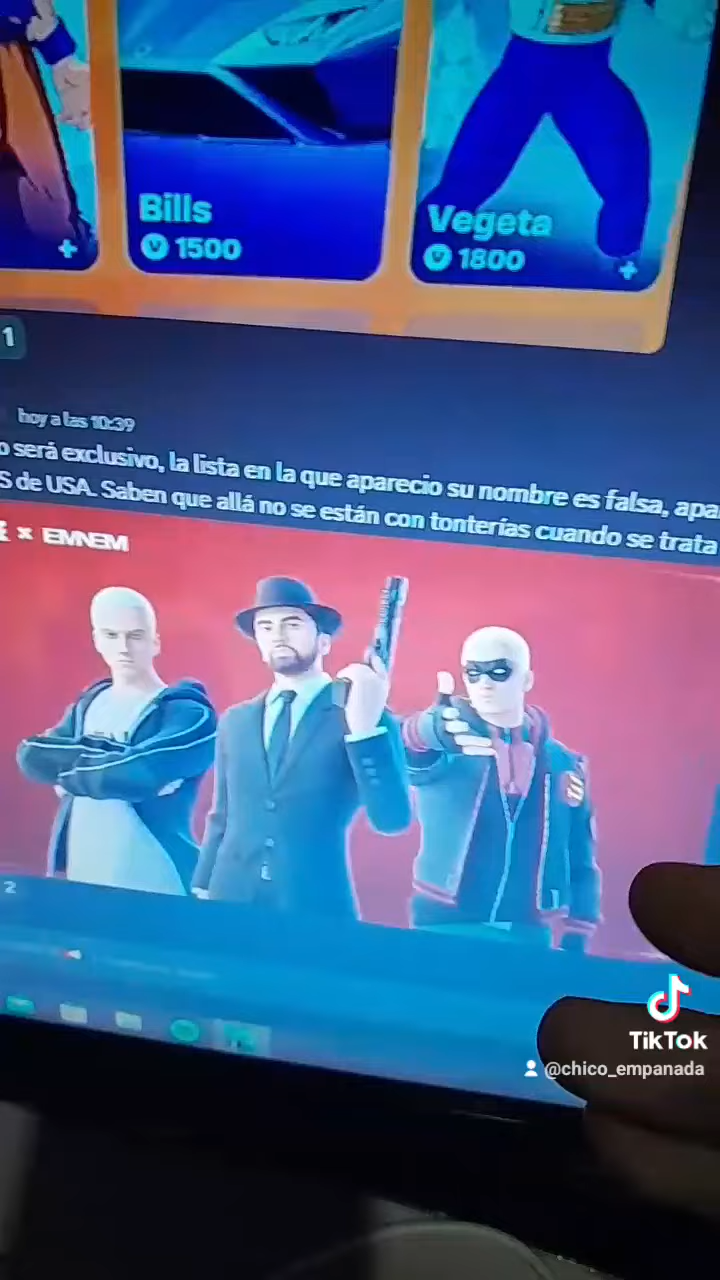 Bills
1500
Vegeta
1800
1
hoy a las 10:39
o será exclusivo, la lista en la que aparecio su nombre es falsa, apa
S de USA. Saben que allá no se están con tonterías cuando se trata
x EMNEM
2
TikTok
@chico_empanada